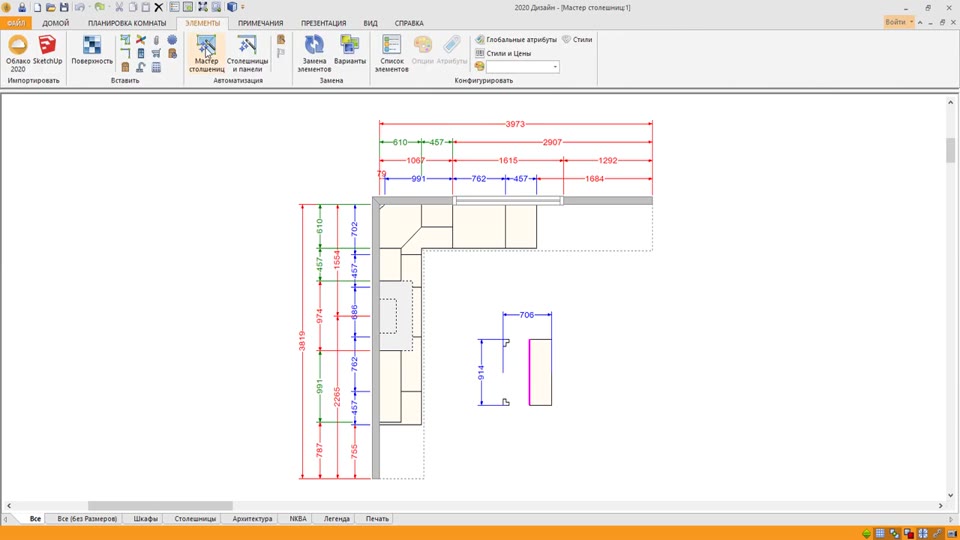 2020 Дизайн - [Мастер столешниц:1]
ФАЙЛ ДОМОЙ ПЛАНИРОВКА КОМНАТЫ ЭЛЕМЕНТЫ ПРИМЕЧАНИЯ ПРЕЗЕНТАЦИЯ ВИД СПРАВКА Войти
Облако 2020
SketchUp
Импортировать
Поверхность
Вставить
Мастер столшениц
Столешницы и панели
Автоматизация
Замена элементов
Варианты
Замена
Список элементов
Опции
Атрибуты
Глобальные атрибуты
Стили
Стили и Цены
Конфигурировать
3973
610 457 2907
1067 1615 1292
79
991 762 457 1684
3819
610
457
974
991
787
1554
2265
702
457
686
762
457
755
706
914
Все Все (без Размеров) Шкафы Столешницы Архитектура NKBA Легенда Печать